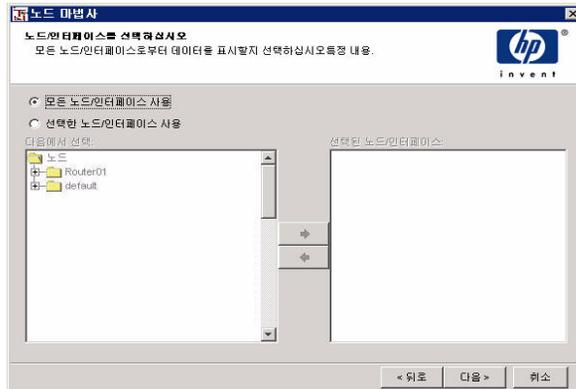 노드 마법사
노드/인터페이스를 선택하십시오
모든 노드/인터페이스로부터 데이터를 표시할지 선택하십시오특정 내용.
hp
®
invent
모든 노드/인터페이스 사용
선택한 노드/인터페이스 사용
다음에서 선택:
선택된 노드/인터페이스:
노드
Router01
default
« 뒤로
다음 »
취소